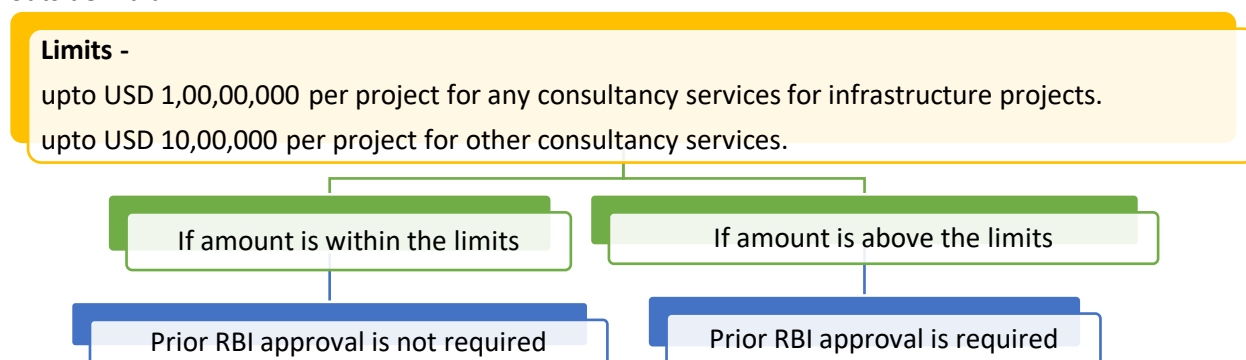 Limits -
upto USD 1,00,00,000 per project for any consultancy services for infrastructure projects.
upto USD 10,00,000 per project for other consultancy services.
If amount is within the limits
If amount is above the limits
Prior RBI approval is not required
Prior RBI approval is required